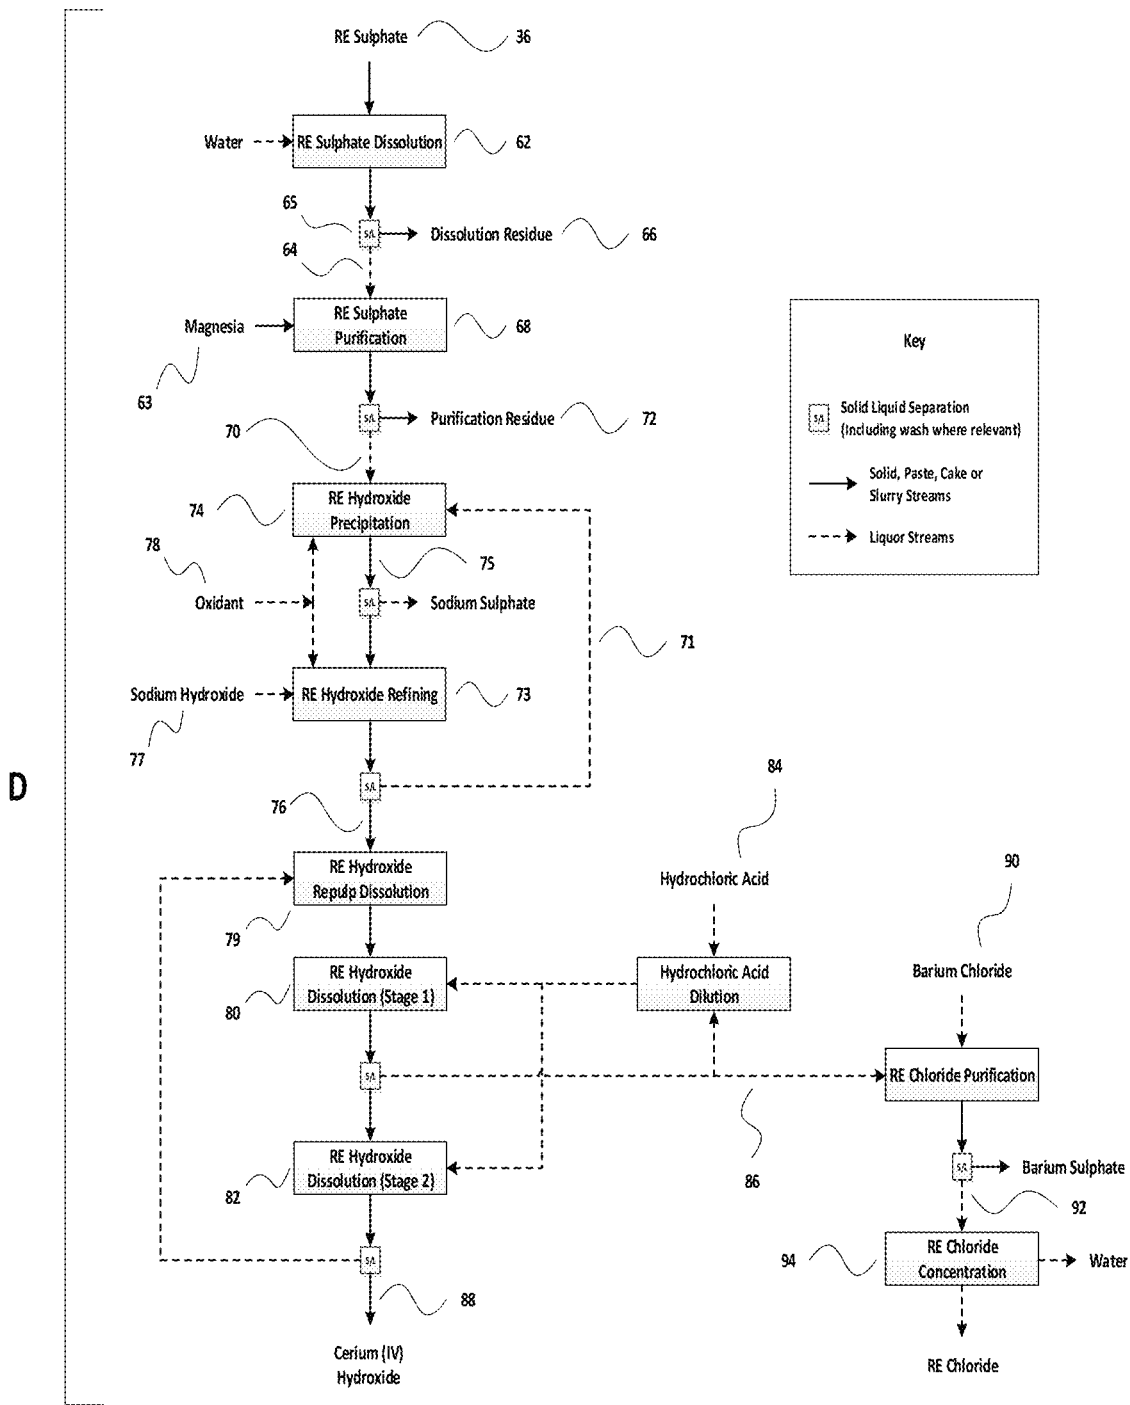 RE Sulphate
36
Water
RE Sulphate Dissolution
62
65
S/L
Dissolution Residue
66
64
RE Sulphate
Purification
68
Magnesia
63
S/L
Purification Residue
72
70
RE Hydroxide
Precipitation
74
78
75
Oxidant
S/L
Sodium Sulphate
71
Sodium Hydroxide
RE Hydroxide Refining
73
77
D
S/L
76
84
RE Hydroxide
Repulp Dissolution
79
Hydrochloric Acid
90
RE Hydroxide
Dissolution (Stage 1)
80
Hydrochloric Acid
Dilution
Barium Chloride
S/L
RE Chloride Purification
86
RE Hydroxide
Dissolution (Stage 2)
82
S/L
Barium Sulphate
92
S/L
RE Chloride
Concentration
94
Water
88
Cerium (IV)
Hydroxide
RE Chloride
Key
S/L
Solid Liquid Separation
(Including wash where relevant)
Solid, Paste, Cake or
Slurry Streams
Liquor Streams